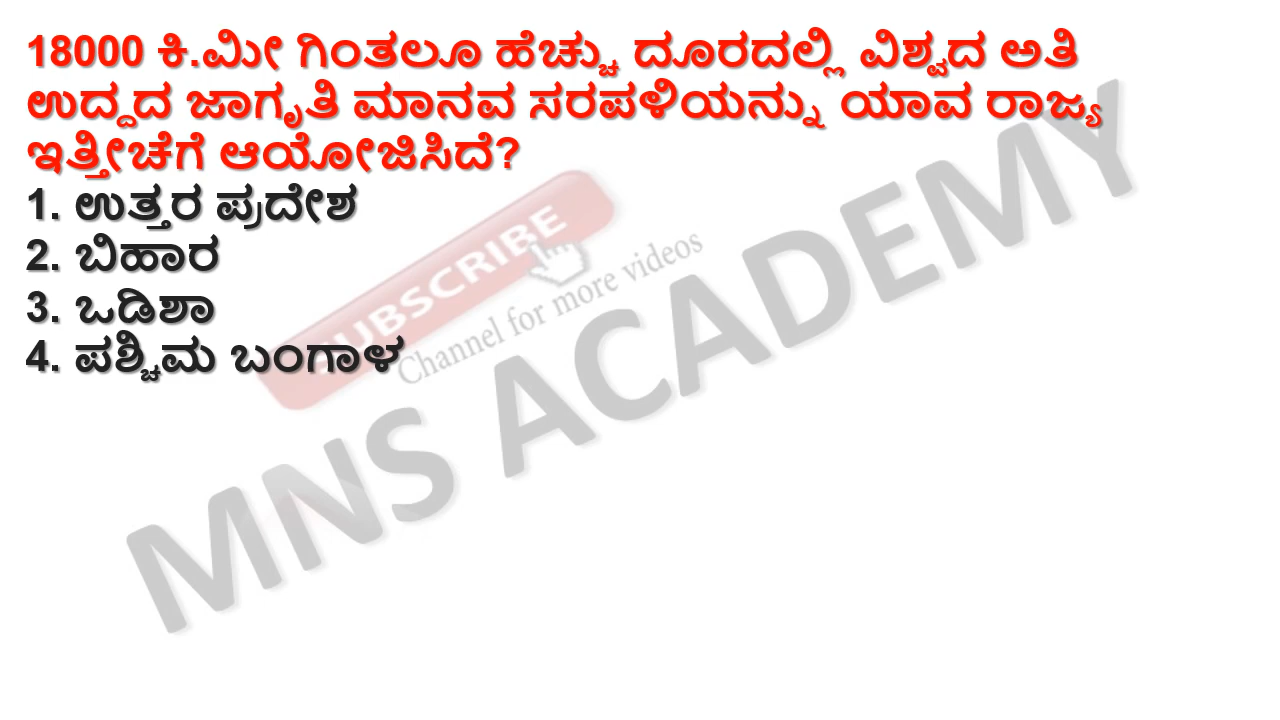 18000 ಕಿ.ಮೀ ಗಿಂತಲೂ ಹೆಚ್ಚು ದೂರದಲ್ಲಿ ವಿಶ್ವದ ಅತಿ
ಉದ್ದದ ಜಾಗೃತಿ ಮಾನವ ಸರಪಳಿಯನ್ನು ಯಾವ ರಾಜ್ಯ
ಇತ್ತೀಚೆಗೆ ಆಯೋಜಿಸಿದೆ?
1. ಉತ್ತರ ಪ್ರದೇಶ
2. ಬಿಹಾರ
3. ಒಡಿಶಾ
4. ಪಶ್ಚಿಮ ಬಂಗಾಳ
SUBSCRIBE
Channel for more videos
MNS ACADEMY